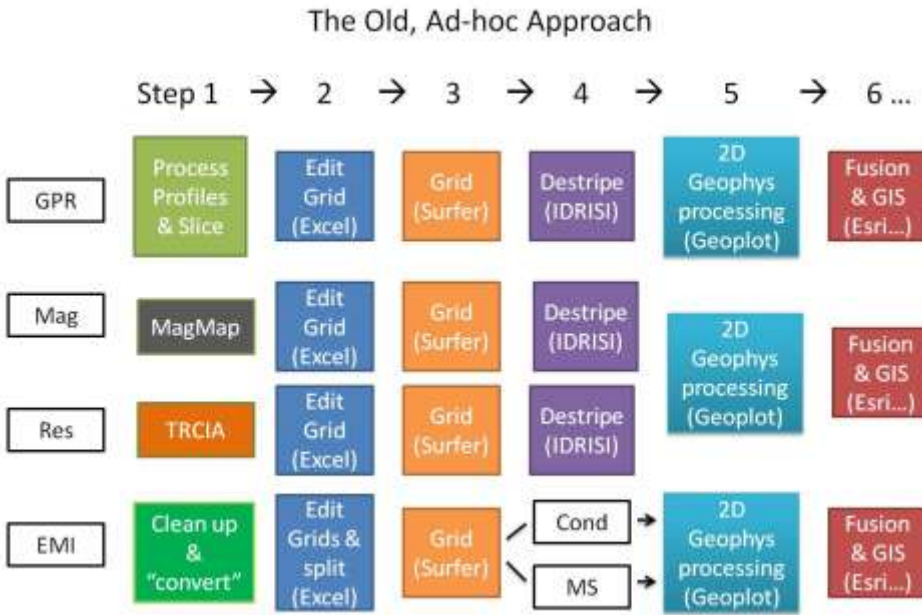 The Old, Ad-hoc Approach
Step 1 → 2 → 3 → 4 → 5 → 6 ...
GPR
Process
Profiles
& Slice
Edit
Grid
(Excel)
Grid
(Surfer)
Destripe
(IDRISI)
2D
Geophys
processing
(Geoplot)
Fusion
& GIS
(Esri...)
Mag
MagMap
Edit
Grid
(Excel)
Grid
(Surfer)
Destripe
(IDRISI)
2D
Geophys
processing
(Geoplot)
Fusion
& GIS
(Esri...)
Res
TRCIA
Edit
Grid
(Excel)
Grid
(Surfer)
Destripe
(IDRISI)
EMI
Clean up
&
“convert”
Edit
Grids &
split
(Excel)
Grid
(Surfer)
Cond
MS
2D
Geophys
processing
(Geoplot)
Fusion
& GIS
(Esri...)